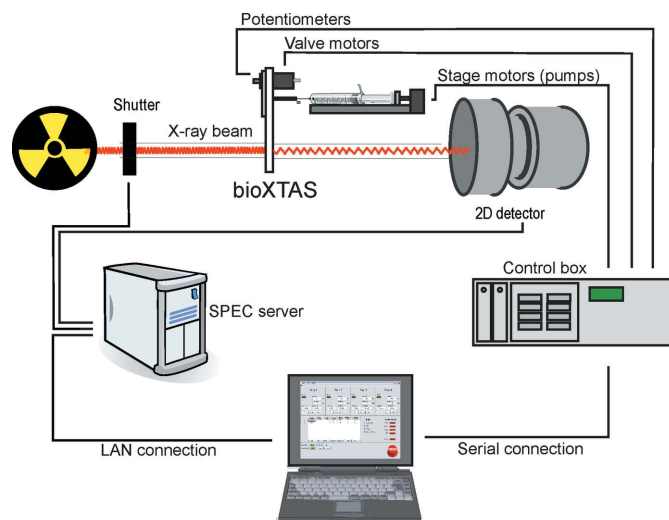 Potentiometers
Valve motors
Stage motors (pumps)
Shutter
X-ray beam
bioXTAS
2D detector
Control box
SPEC server
LAN connection
Serial connection